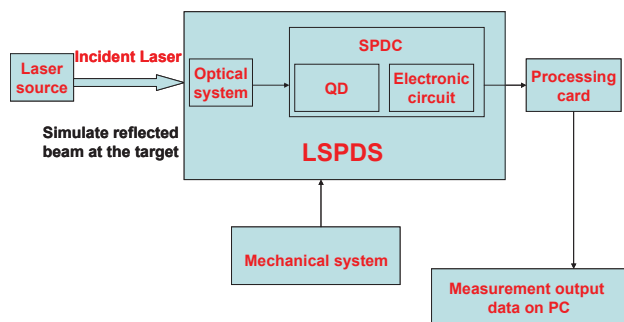 Incident Laser
Laser
source
Simulate reflected
beam at the target
Optical
system
SPDC
QD
Electronic
circuit
LSPDS
Processing
card
Mechanical system
Measurement output
data on PC